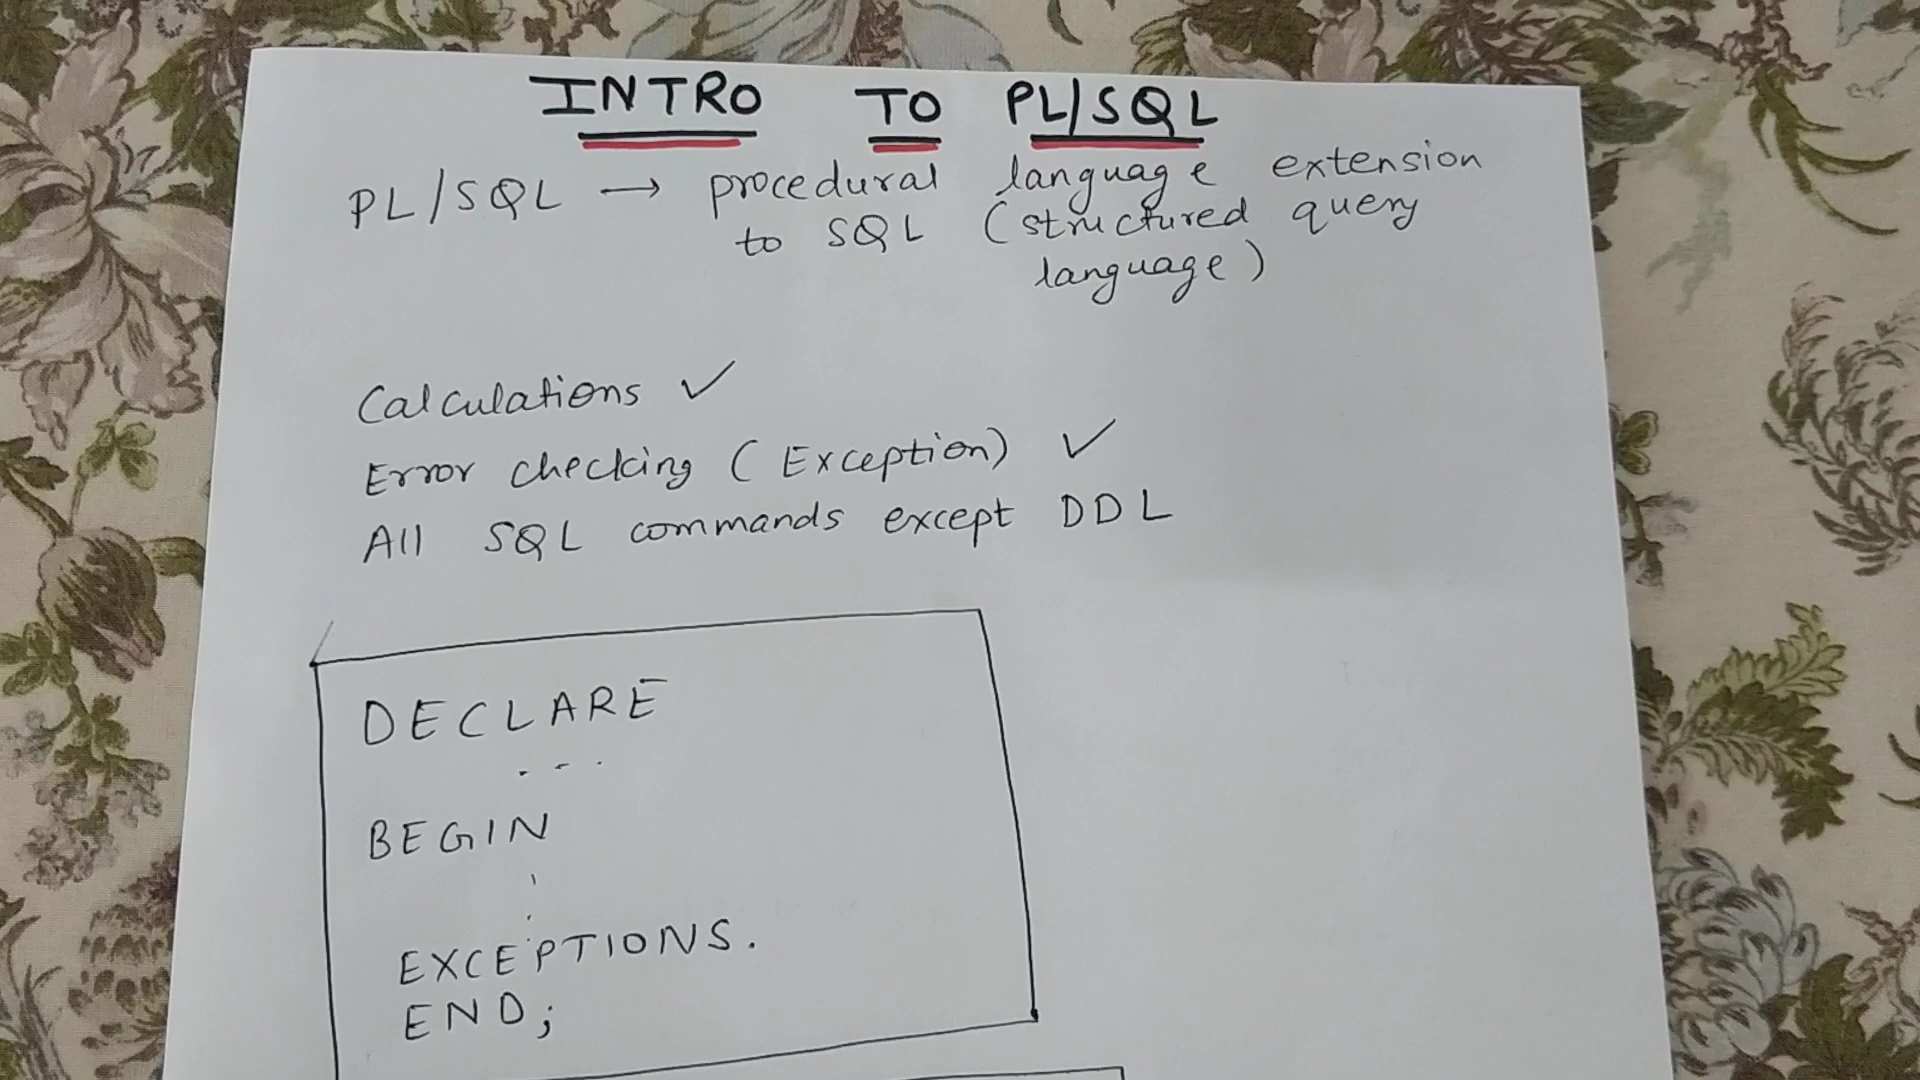 INTRO TO PL/SQL
PL/SQL → procedural language extension
to SQL (structured query
language)
Calculations ✓
Error checking (Exception) ✓
All SQL commands except DDL
DECLARE
...
BEGIN
EXCEPTIONS.
END;